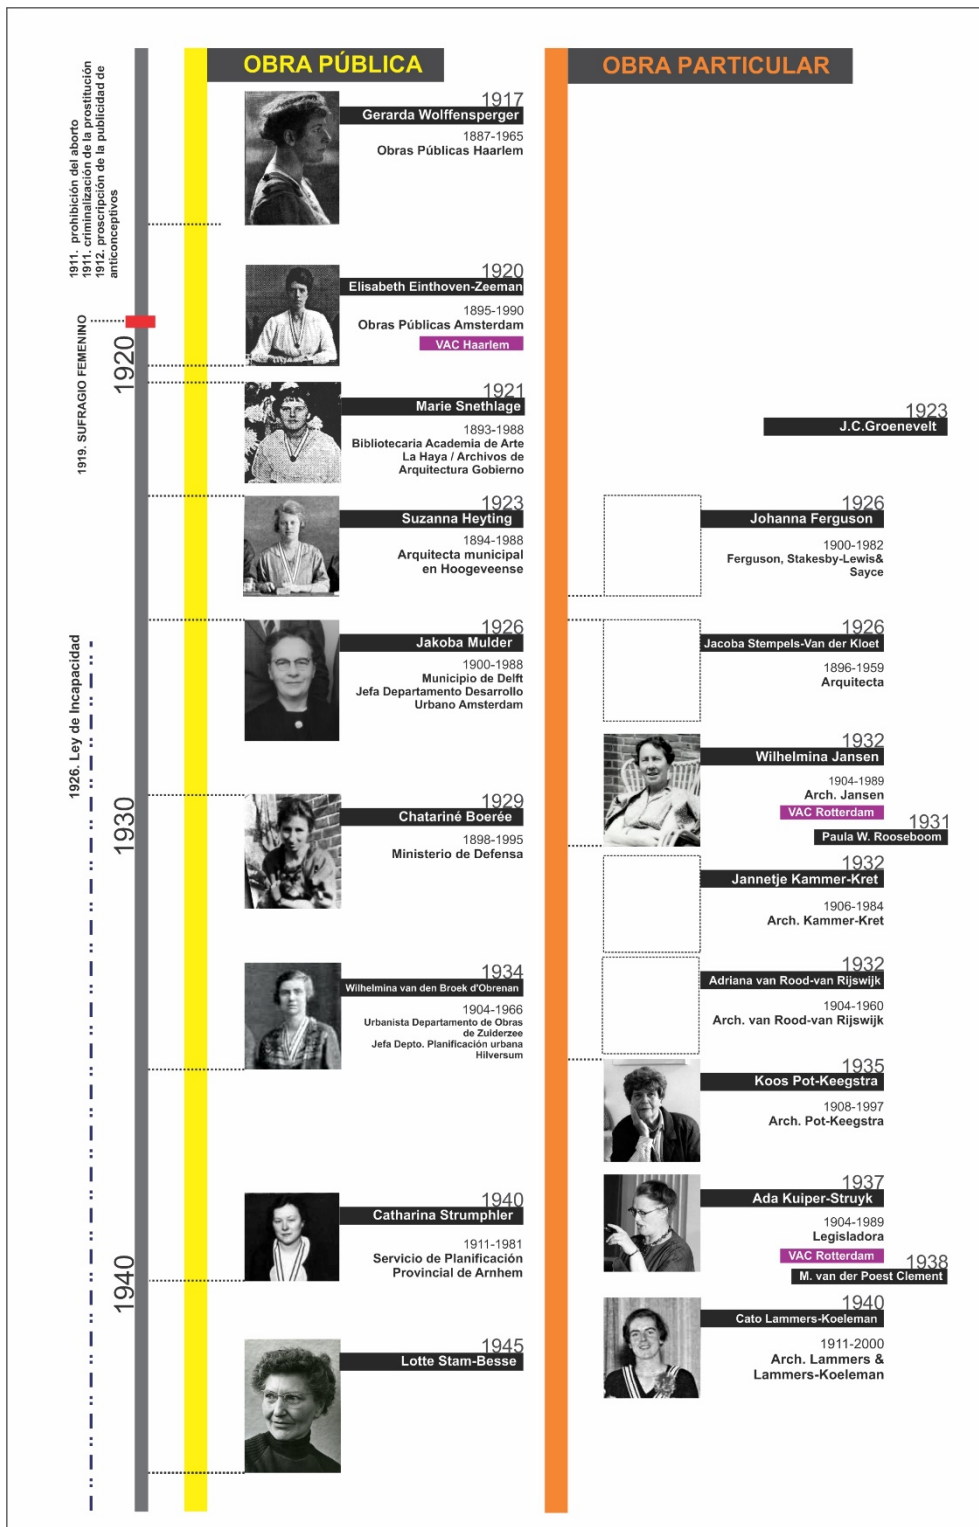 1911. prohibición del aborto
1911. criminalización de la prostitución
1912. proscripción de la publicidad de
anticonceptivos
1919. SUFRAGIO FEMENINO
1920
1926. Ley de Incapacidad
1930
1940
OBRA PÚBLICA
1917
Gerarda Wolffensperger
1887-1965
Obras Públicas Haarlem
1920
Elisabeth Einthoven-Zeeman
1895-1990
Obras Públicas Amsterdam
VAC Haarlem
1921
Marie Snethlage
1893-1988
Bibliotecaria Academia de Arte
La Haya / Archivos de
Arquitectura Gobierno
1923
Suzanna Heyting
1894-1988
Arquitecta municipal
en Hoogeveense
1926
Jakoba Mulder
1900-1988
Municipio de Delft
Jefa Departamento Desarrollo
Urbano Amsterdam
1929
Chatariné Boerée
1898-1995
Ministerio de Defensa
1934
Wilhelmina van den Broek d'Obrenan
1904-1966
Urbanista Departamento de Obras
de Zuiderzee
Jefa Depto. Planificación urbana
Hilversum
1940
Catharina Strumphler
1911-1981
Servicio de Planificación
Provincial de Arnhem
1945
Lotte Stam-Besse
OBRA PARTICULAR
1923
J.C.Groenevelt
1926
Johanna Ferguson
1900-1982
Ferguson, Stakesby-Lewis&
Sayce
1926
Jacoba Stempels-Van der Kloet
1896-1959
Arquitecta
1932
Wilhelmina Jansen
1904-1989
Arch. Jansen
VAC Rotterdam
1931
Paula W. Rooseboom
1932
Jannetje Kammer-Kret
1906-1984
Arch. Kammer-Kret
1932
Adriana van Rood-van Rijswijk
1904-1960
Arch. van Rood-van Rijswijk
1935
Koos Pot-Keegstra
1908-1997
Arch. Pot-Keegstra
1937
Ada Kuiper-Struyk
1904-1989
Legisladora
VAC Rotterdam
1938
M. van der Poest Clement
1940
Cato Lammers-Koeleman
1911-2000
Arch. Lammers &
Lammers-Koeleman